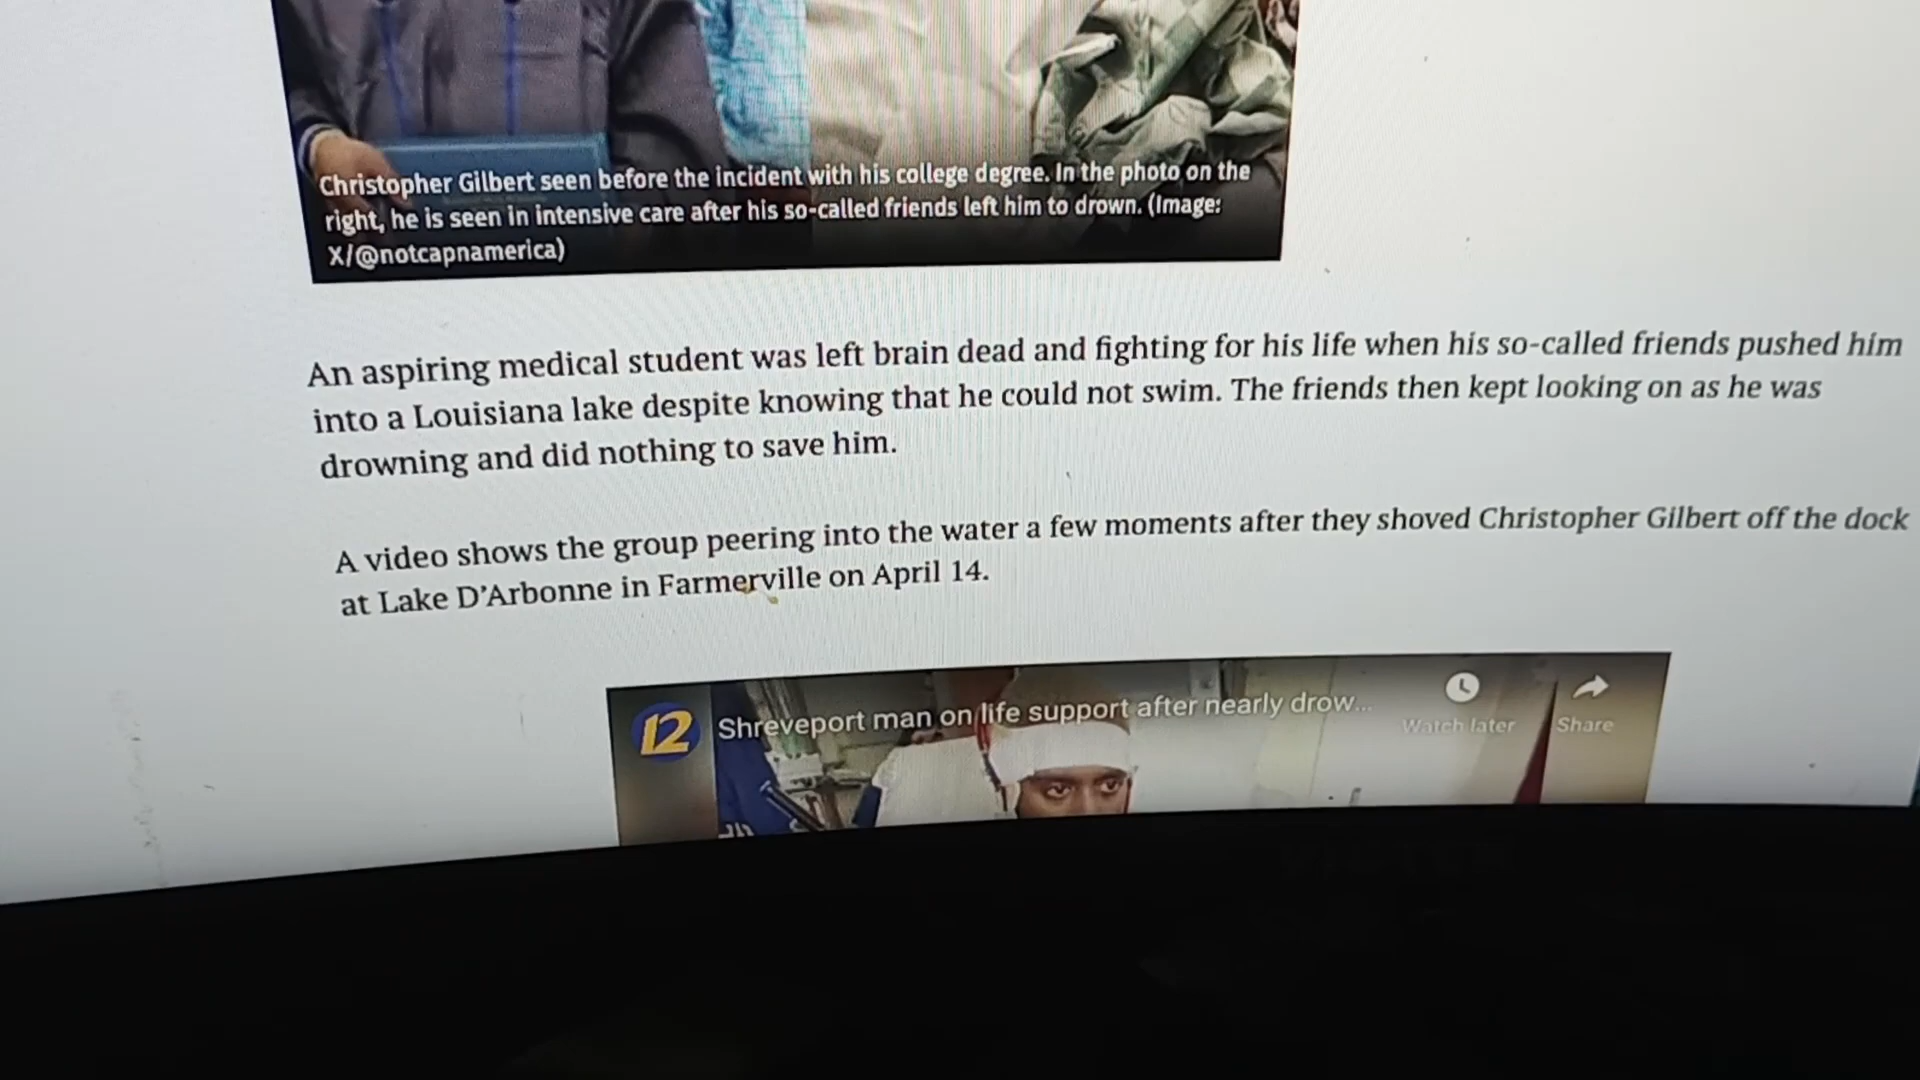 Christopher Gilbert seen before the incident with his college degree. In the photo on the
right, he is seen in intensive care after his so-called friends left him to drown. (Image:
X/@notcapnamerica)
An aspiring medical student was left brain dead and fighting for his life when his so-called friends pushed him
into a Louisiana lake despite knowing that he could not swim. The friends then kept looking on as he was
drowning and did nothing to save him.
A video shows the group peering into the water a few moments after they shoved Christopher Gilbert off the dock
at Lake D'Arbonne in Farmerville on April 14.
12
Shreveport man on life support after nearly drow...
Watch later
Share